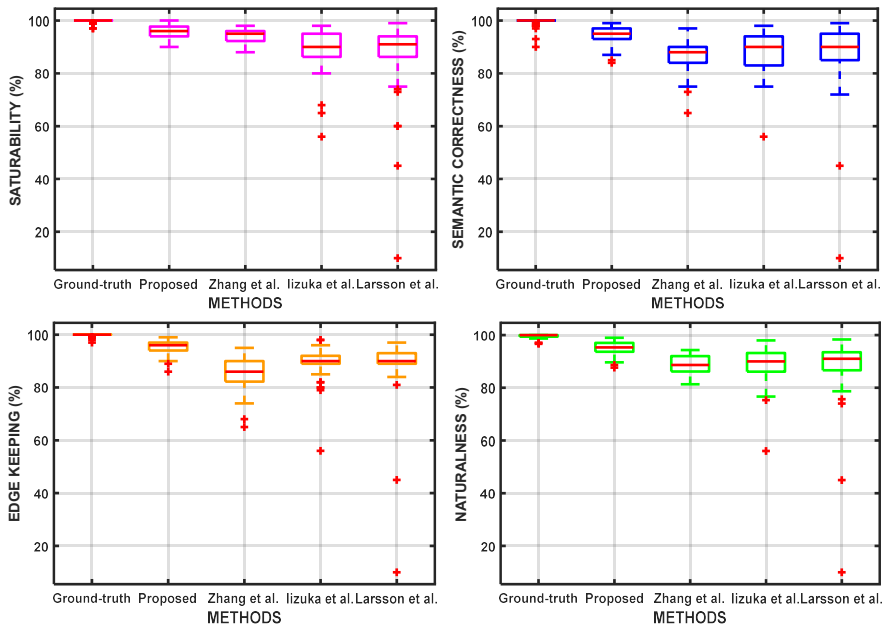 SATURABILITY (%)
100
80
60
40
20
Ground-truth Proposed Zhang et al. Iizuka et al. Larsson et al.
METHODS
SEMANTIC CORRECTNESS (%)
100
80
60
40
20
Ground-truth Proposed Zhang et al. Iizuka et al. Larsson et al.
METHODS
EDGE KEEPING (%)
100
80
60
40
20
Ground-truth Proposed Zhang et al. Iizuka et al. Larsson et al.
METHODS
NATURALNESS (%)
100
80
60
40
20
Ground-truth Proposed Zhang et al. Iizuka et al. Larsson et al.
METHODS